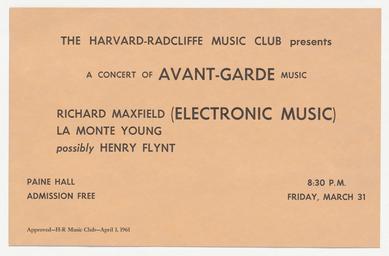 THE HARVARD-RADCLIFFE MUSIC CLUB presents
A CONCERT OF AVANT-GARDE MUSIC
RICHARD MAXFIELD (ELECTRONIC MUSIC)
LA MONTE YOUNG
possibly HENRY FLYNT
PAINE HALL
ADMISSION FREE
8:30 P.M.
FRIDAY, MARCH 31
Approved—H-R Music Club—April 1, 1961